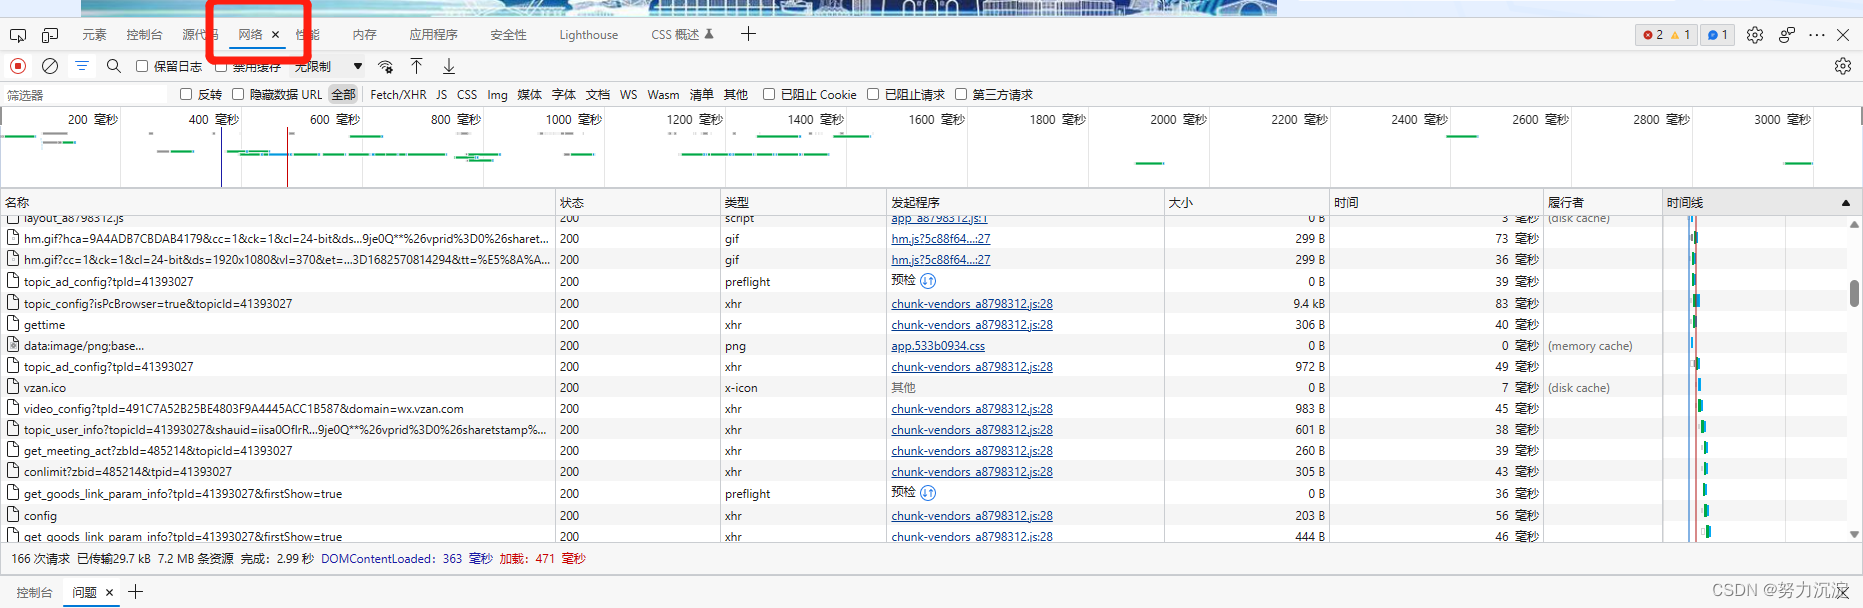 元素 控制台 源代码 网络 性能 内存 应用程序 安全性 Lighthouse CSS 概述 2 1 1
保留日志 禁用缓存 无限制
筛选器 反转 隐藏数据 URL 全部 Fetch/XHR JS CSS Img 媒体 字体 文档 WS Wasm 清单 其他 已阻止 Cookie 已阻止请求 第三方请求
200 毫秒 400 毫秒 600 毫秒 800 毫秒 1000 毫秒 1200 毫秒 1400 毫秒 1600 毫秒 1800 毫秒 2000 毫秒 2200 毫秒 2400 毫秒 2600 毫秒 2800 毫秒 3000 毫秒
名称 状态 类型 发起程序 大小 时间 履行者 时间线
layout_a8798312.js 200 script app_a8798312.js:1 0 B 3 毫秒 (disk cache)
hm.gif?hca=9A4ADB7CBDAB4179&cc=1&ck=1&cl=24-bit&ds...9je0Q**%26vprid%3D0%26sharet... 200 gif hm.js?5c88f64...:27 299 B 73 毫秒
hm.gif?cc=1&ck=1&cl=24-bit&ds=1920x1080&vl=370&et=...3D1682570814294&tt=%E5%8A%A... 200 gif hm.js?5c88f64...:27 299 B 36 毫秒
topic_ad_config?tpId=41393027 200 preflight 预检 0 B 39 毫秒
topic_config?isPcBrowser=true&topicId=41393027 200 xhr chunk-vendors_a8798312.js:28 9.4 kB 83 毫秒
gettime 200 xhr chunk-vendors_a8798312.js:28 306 B 40 毫秒
data:image/png;base... 200 png app.533b0934.css 0 B 0 毫秒 (memory cache)
topic_ad_config?tpId=41393027 200 xhr chunk-vendors_a8798312.js:28 972 B 49 毫秒
vzan.ico 200 x-icon 其他 0 B 7 毫秒 (disk cache)
video_config?tpId=491C7A52B25BE4803F9A4445ACC1B587&domain=wx.vzan.com 200 xhr chunk-vendors_a8798312.js:28 983 B 45 毫秒
topic_user_info?topicId=41393027&shauid=iisa0OflrR...9je0Q**%26vprid%3D0%26sharetstamp%... 200 xhr chunk-vendors_a8798312.js:28 601 B 38 毫秒
get_meeting_act?zbId=485214&topicId=41393027 200 xhr chunk-vendors_a8798312.js:28 260 B 39 毫秒
conlimit?zbid=485214&tpid=41393027 200 xhr chunk-vendors_a8798312.js:28 305 B 43 毫秒
get_goods_link_param_info?tpId=41393027&firstShow=true 200 preflight 预检 0 B 36 毫秒
config 200 xhr chunk-vendors_a8798312.js:28 203 B 56 毫秒
get_goods_link_param_info?tpId=41393027&firstShow=true 200 xhr chunk-vendors_a8798312.js:28 444 B 46 毫秒
166 次请求 已传输29.7 kB 7.2 MB 条资源 完成: 2.99 秒 DOMContentLoaded: 363 毫秒 加载: 471 毫秒
控制台 问题
CSDN @努力沉淀